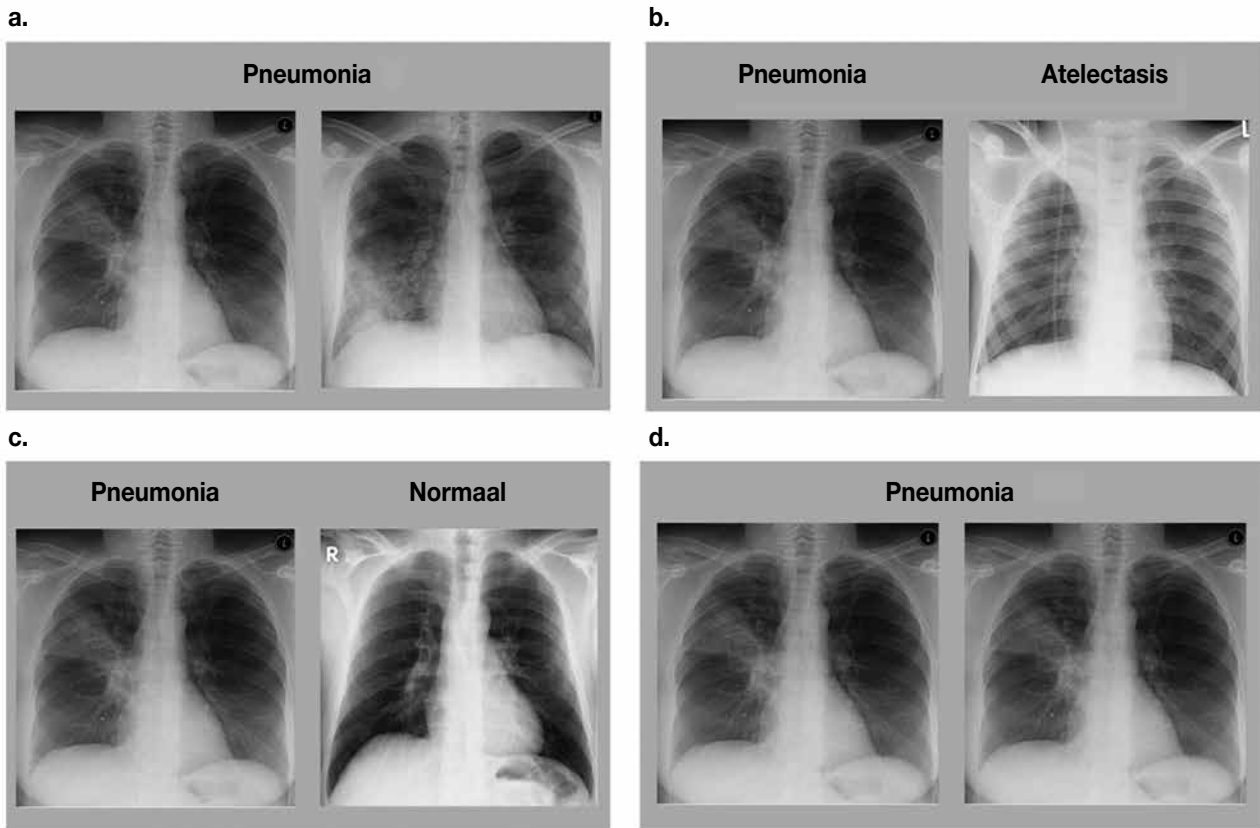 a.
Pneumonia
L
L
b.
Pneumonia Atelectasis
L
L
c.
Pneumonia Normaal
L
R
d.
Pneumonia
L
L